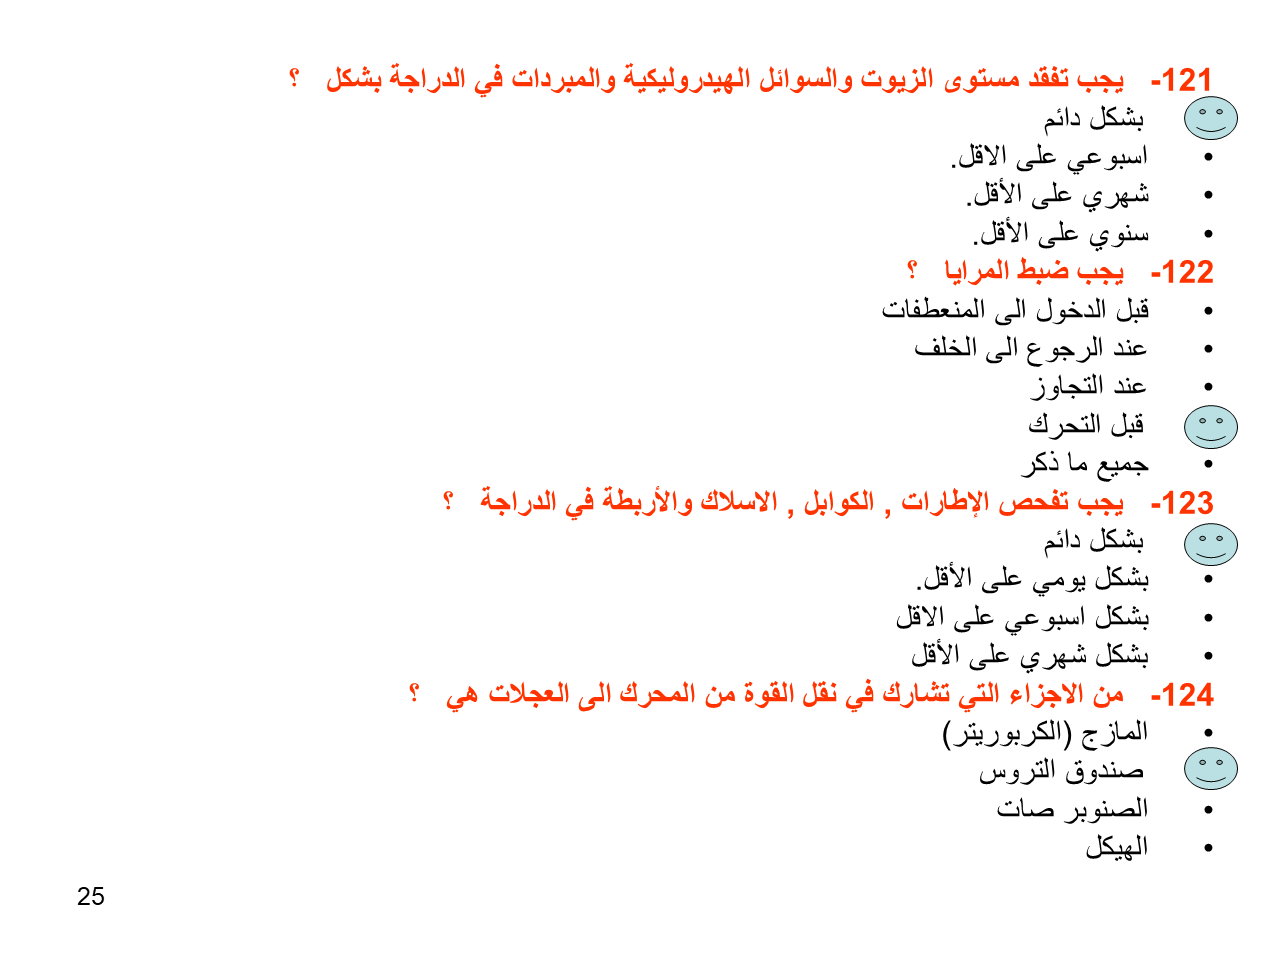 121- يجب تفقد مستوى الزيوت والسوائل الهيدروليكية والمبردات في الدراجة بشكل ؟
بشكل دائم
• اسبوعي على الاقل.
• شهري على الأقل.
• سنوي على الأقل.
122- يجب ضبط المرايا ؟
• قبل الدخول الى المنعطفات
• عند الرجوع الى الخلف
• عند التجاوز
قبل التحرك
• جميع ما ذكر
123- يجب تفحص الإطارات , الكوابل , الاسلاك والأربطة في الدراجة ؟
بشكل دائم
• بشكل يومي على الأقل.
• بشكل اسبوعي على الاقل
• بشكل شهري على الأقل
124- من الاجزاء التي تشارك في نقل القوة من المحرك الى العجلات هي ؟
• المازج (الكربوريتر)
صندوق التروس
• الصنوبر صات
• الهيكل
25